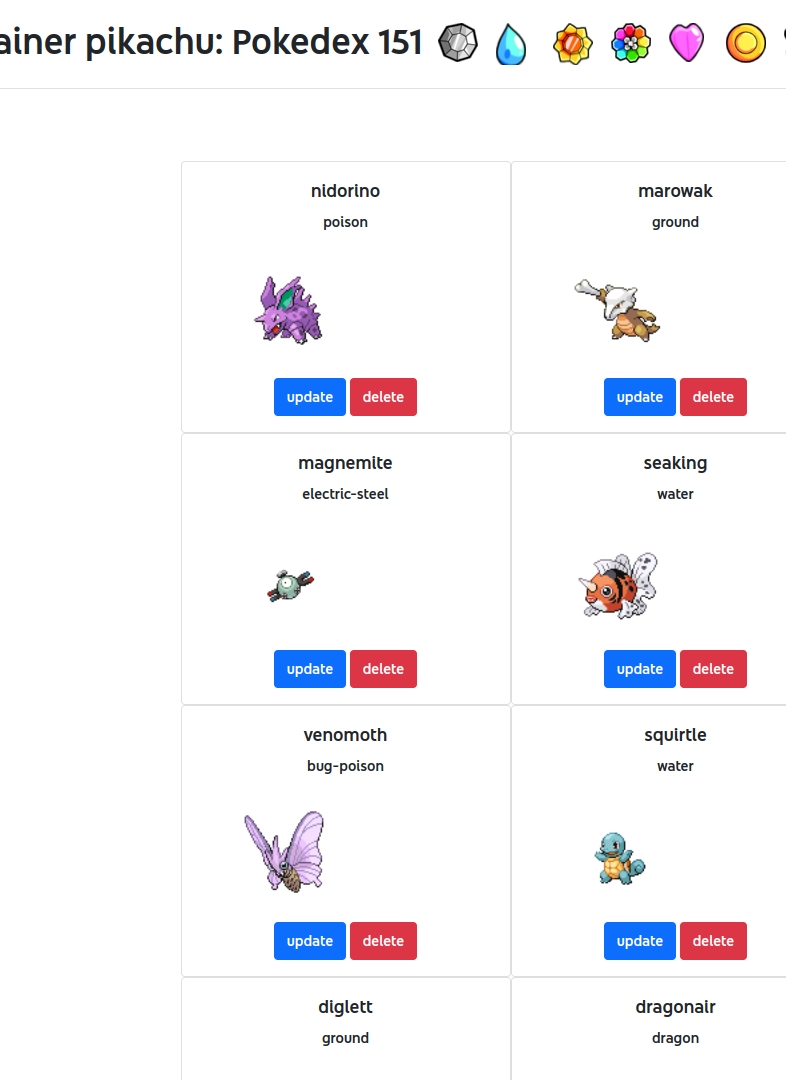 ainer pikachu: Pokedex 151
nidorino
poison
update delete
marowak
ground
update delete
magnemite
electric-steel
update delete
seaking
water
update delete
venomoth
bug-poison
update delete
squirtle
water
update delete
diglett
ground
dragonair
dragon